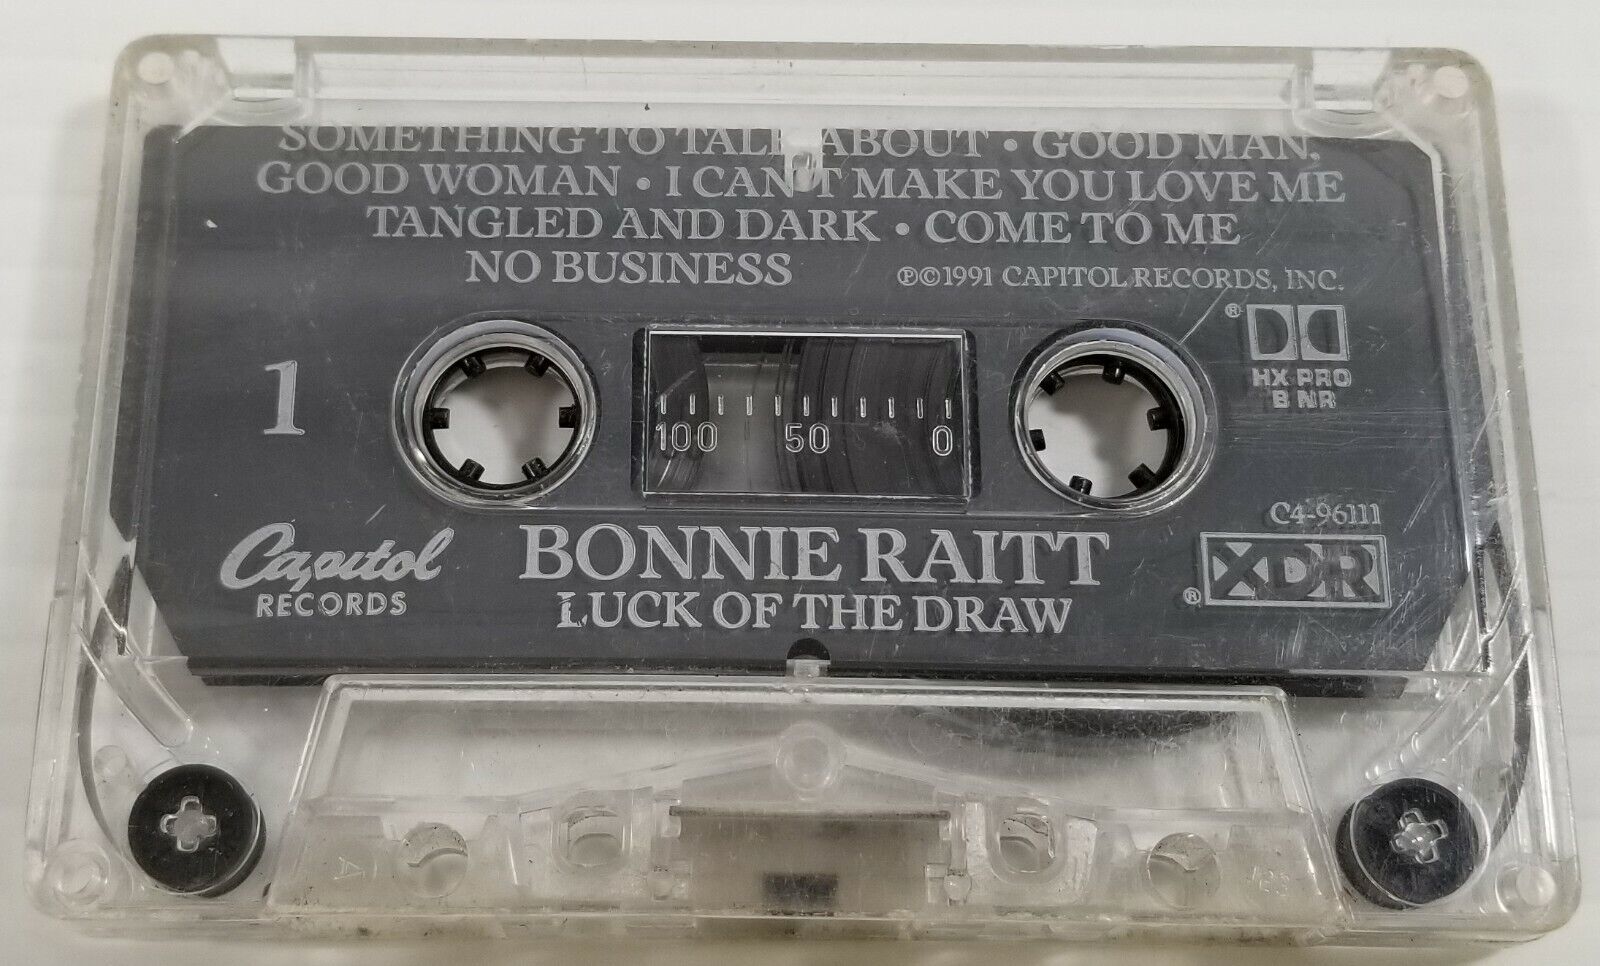 SOMETHING TO TALK ABOUT • GOOD MAN,
GOOD WOMAN • I CAN'T MAKE YOU LOVE ME
TANGLED AND DARK • COME TO ME
NO BUSINESS
℗©1991 CAPITOL RECORDS, INC.
1
100 50 0
®
HX PRO
B NR
Capitol
RECORDS
BONNIE RAITT
LUCK OF THE DRAW
C4-96111
XDR
®
A